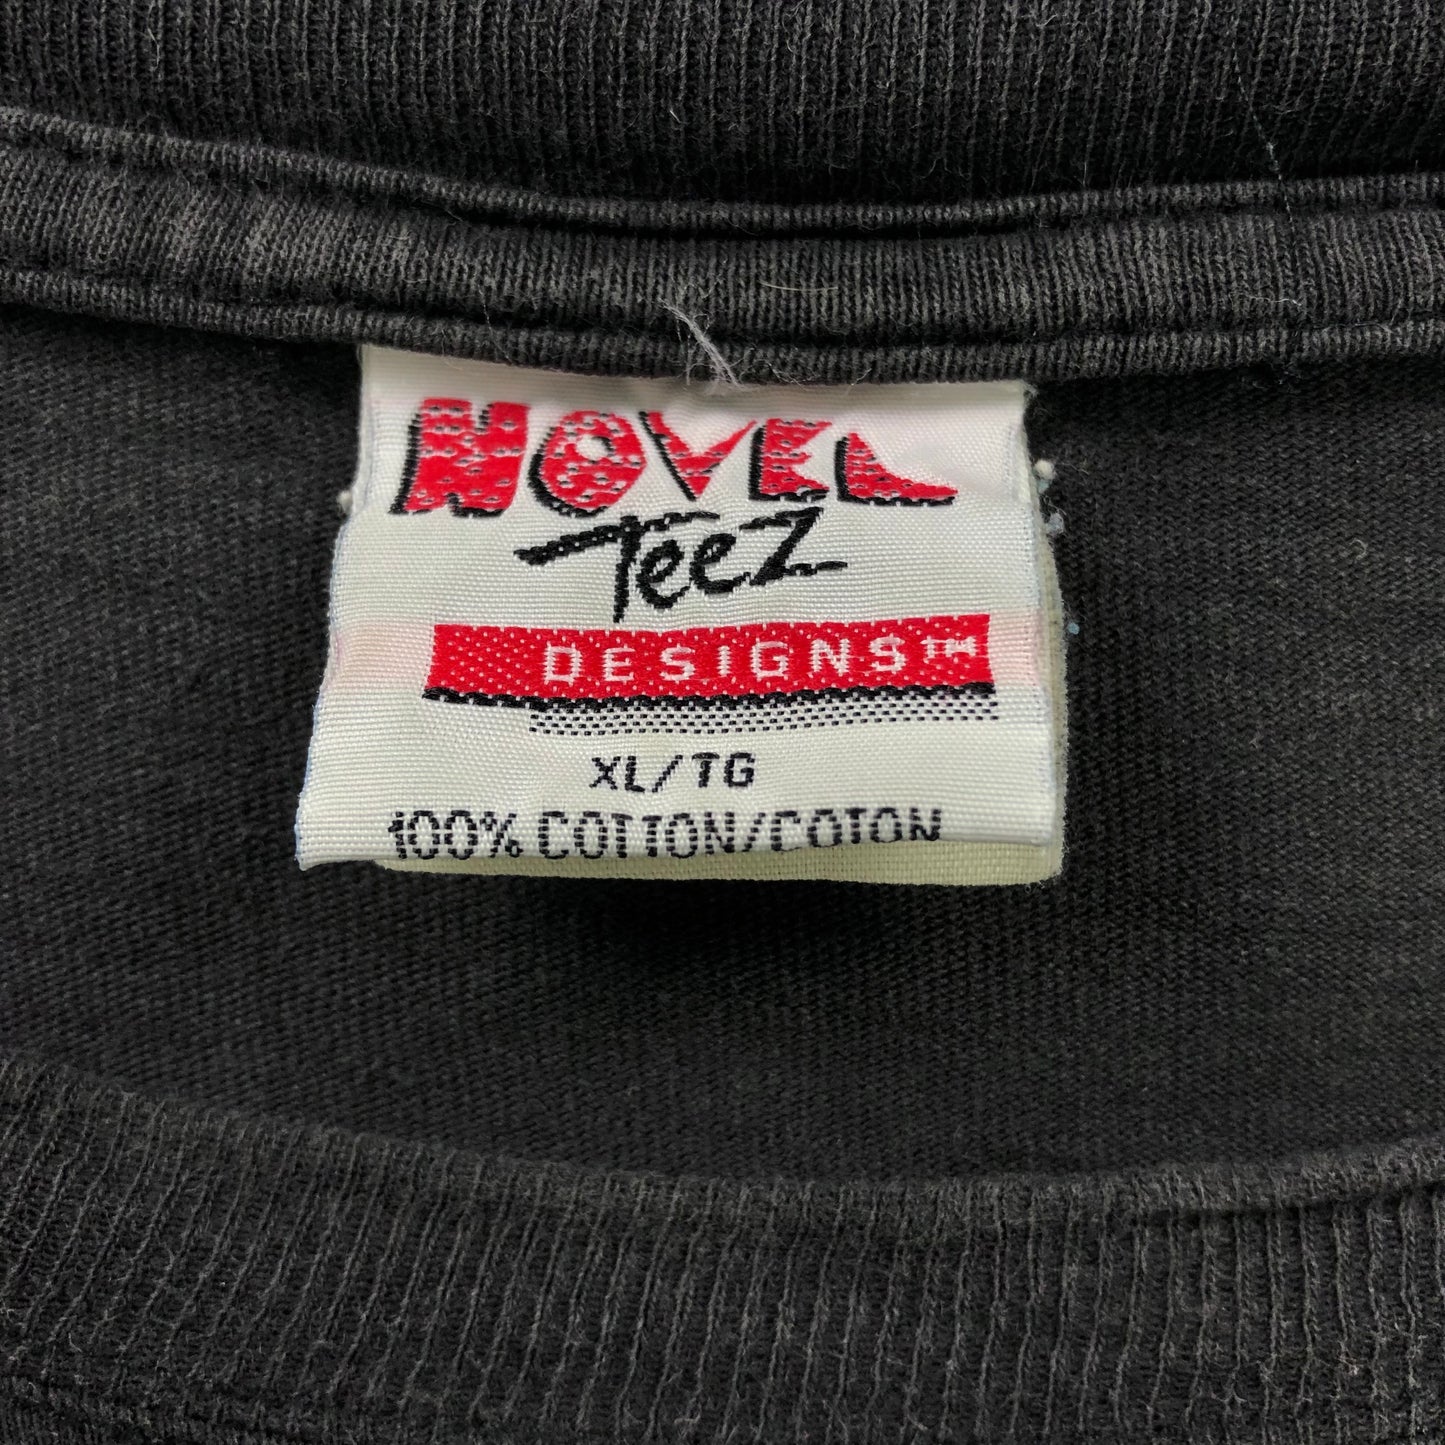 NOVEL
TeeZ
DESIGNS™
XL/TG
100% COTTON/COTON